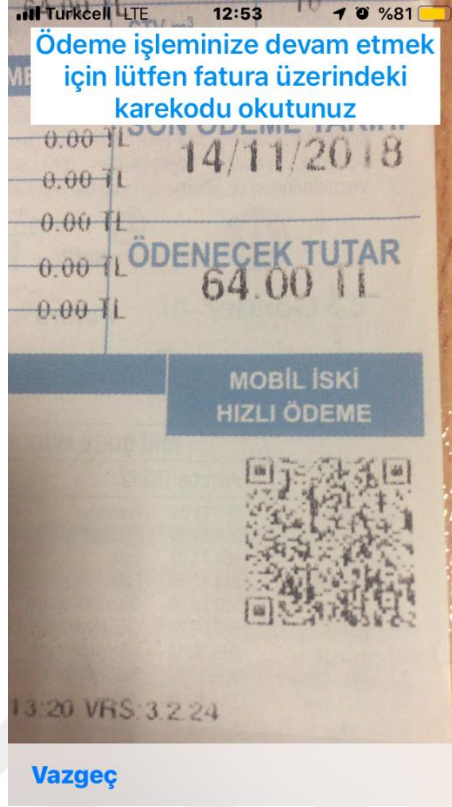 Turkcell LTE 12:53 %81
Ödeme işleminize devam etmek
için lütfen fatura üzerindeki
karekodu okutunuz
0.00 TL SON ÖDEME TARİHİ
0.00 TL 14/11/2018
0.00 TL
0.00 TL ÖDENECEK TUTAR
0.00 TL 64.00 TL
MOBİL İSKİ
HIZLI ÖDEME
13:20 VRS:3.2.24
Vazgeç